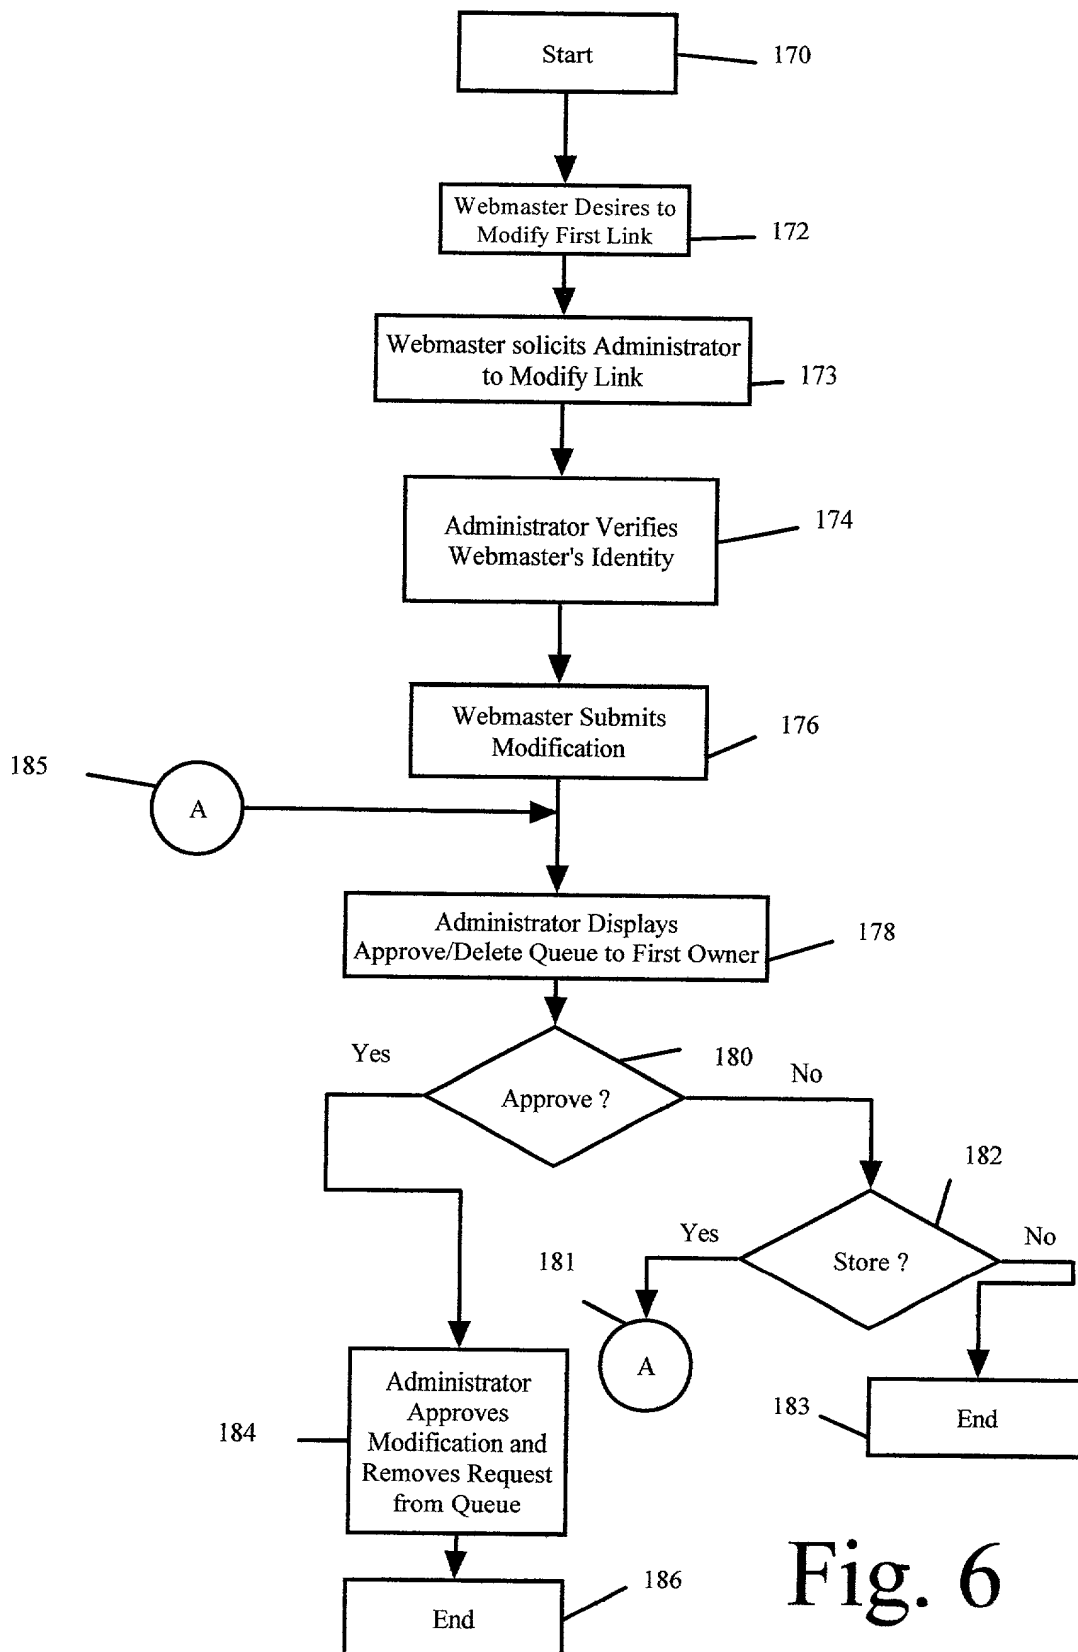 Start
170
Webmaster Desires to
Modify First Link
172
Webmaster solicits Administrator
to Modify Link
173
Administrator Verifies
Webmaster's Identity
174
Webmaster Submits
Modification
176
185
A
Administrator Displays
Approve/Delete Queue to First Owner
178
Yes
180
No
Approve ?
182
Yes
No
Store ?
181
A
183
End
184
Administrator
Approves
Modification and
Removes Request
from Queue
186
End
Fig. 6